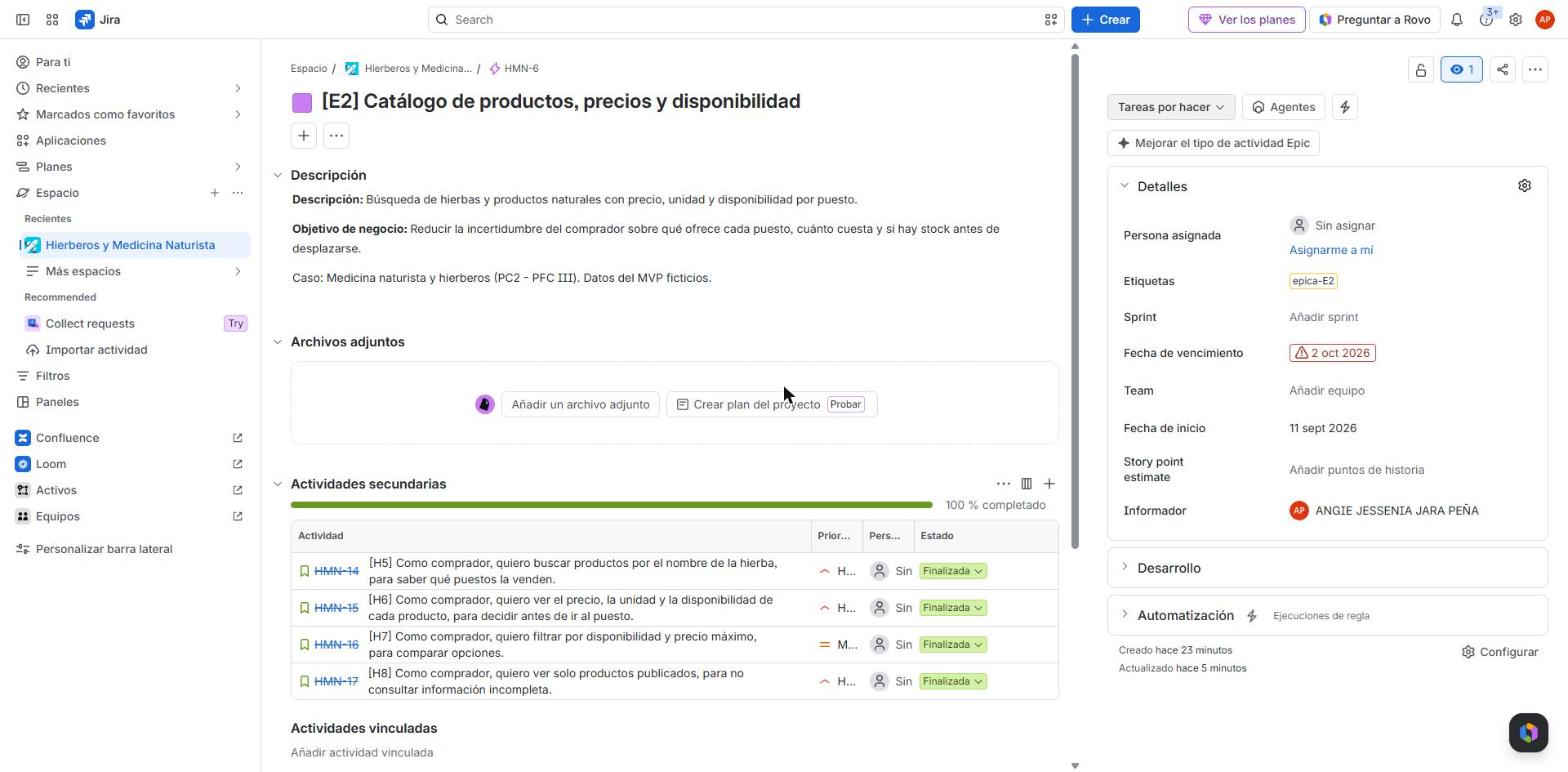 Jira
Search
Crear
Ver los planes
Preguntar a Rovo
3+
AP
Para ti
Recientes
Marcados como favoritos
Aplicaciones
Planes
Espacio
Recientes
Hierberos y Medicina Naturista
Más espacios
Recommended
Collect requests
Try
Importar actividad
Filtros
Paneles
Confluence
Loom
Activos
Equipos
Personalizar barra lateral
Espacio / Hierberos y Medicina... / HMN-6
[E2] Catálogo de productos, precios y disponibilidad
Descripción
Descripción: Búsqueda de hierbas y productos naturales con precio, unidad y disponibilidad por puesto.
Objetivo de negocio: Reducir la incertidumbre del comprador sobre qué ofrece cada puesto, cuánto cuesta y si hay stock antes de
desplazarse.
Caso: Medicina naturista y hierberos (PC2 - PFC III). Datos del MVP ficticios.
Archivos adjuntos
Añadir un archivo adjunto
Crear plan del proyecto Probar
Actividades secundarias
100 % completado
Actividad Prior... Pers... Estado
HMN-14 [H5] Como comprador, quiero buscar productos por el nombre de la hierba,
para saber qué puestos la venden. H... Sin Finalizada
HMN-15 [H6] Como comprador, quiero ver el precio, la unidad y la disponibilidad de
cada producto, para decidir antes de ir al puesto. H... Sin Finalizada
HMN-16 [H7] Como comprador, quiero filtrar por disponibilidad y precio máximo,
para comparar opciones. M... Sin Finalizada
HMN-17 [H8] Como comprador, quiero ver solo productos publicados, para no
consultar información incompleta. H... Sin Finalizada
Actividades vinculadas
Añadir actividad vinculada
1
Tareas por hacer
Agentes
Mejorar el tipo de actividad Epic
Detalles
Persona asignada Sin asignar
Asignarme a mí
Etiquetas epica-E2
Sprint Añadir sprint
Fecha de vencimiento 2 oct 2026
Team Añadir equipo
Fecha de inicio 11 sept 2026
Story point
estimate Añadir puntos de historia
Informador AP ANGIE JESSENIA JARA PEÑA
Desarrollo
Automatización Ejecuciones de regla
Creado hace 23 minutos
Configurar
Actualizado hace 5 minutos